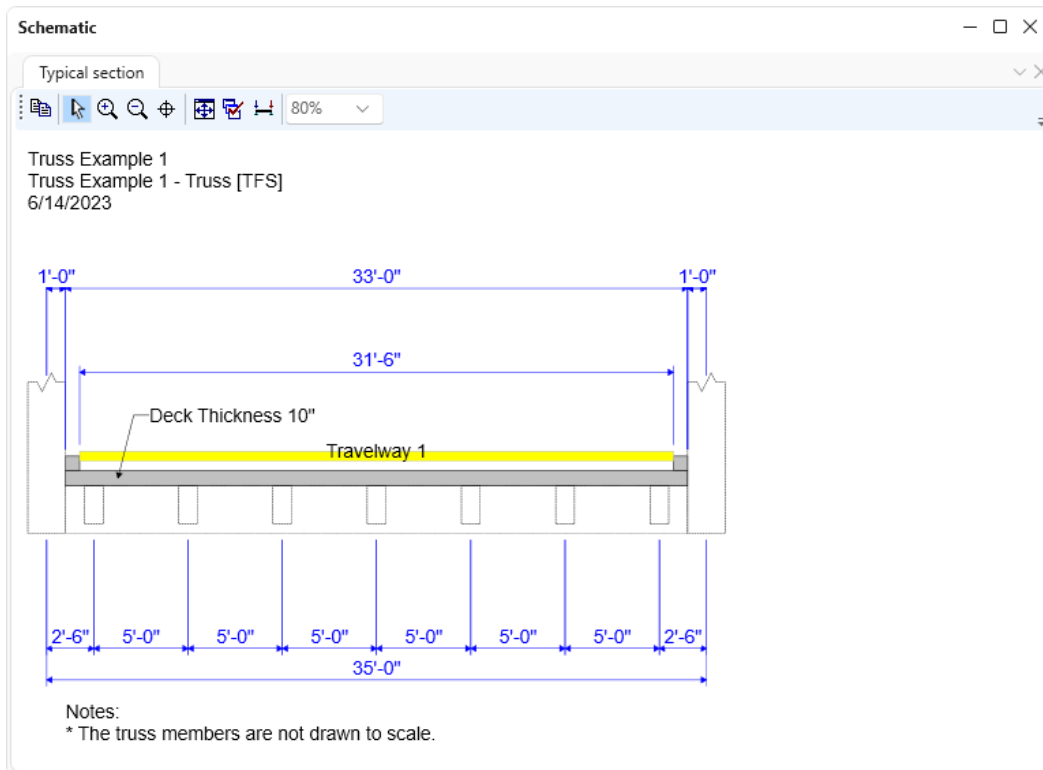 Schematic
Typical section
80%
Truss Example 1
Truss Example 1 - Truss [TFS]
6/14/2023
1'-0" 33'-0" 1'-0"
31'-6"
Deck Thickness 10"
Travelway 1
2'-6" 5'-0" 5'-0" 5'-0" 5'-0" 5'-0" 5'-0" 2'-6"
35'-0"
Notes:
* The truss members are not drawn to scale.